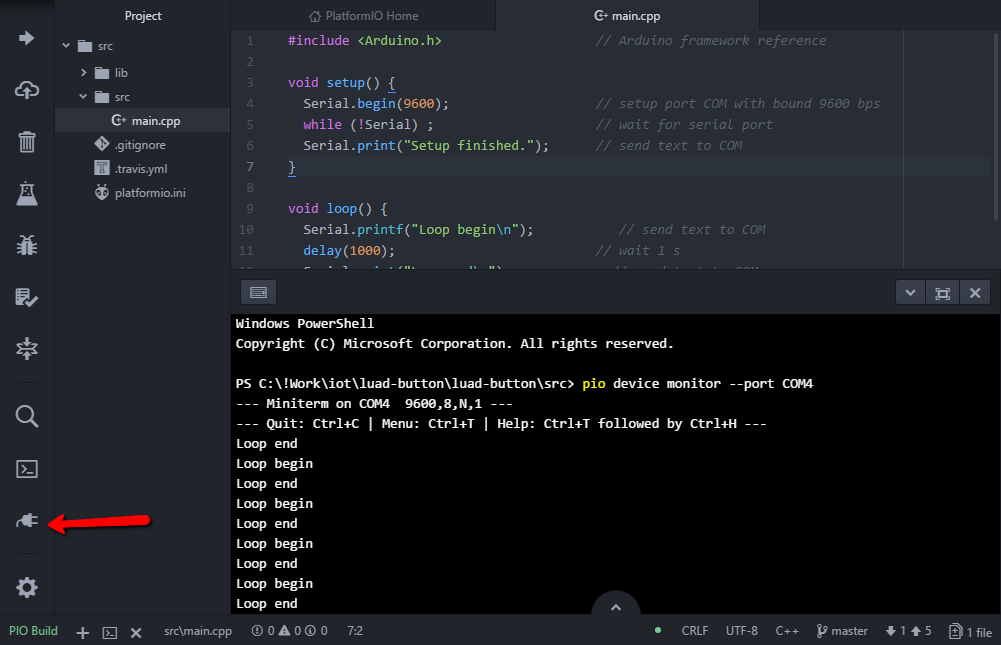 Project
PlatformIO Home
main.cpp
src
lib
src
main.cpp
.gitignore
.travis.yml
platformio.ini
1 #include <Arduino.h> // Arduino framework reference
2
3 void setup() {
4 Serial.begin(9600); // setup port COM with bound 9600 bps
5 while (!Serial) ; // wait for serial port
6 Serial.print("Setup finished."); // send text to COM
7 }
8
9 void loop() {
10 Serial.printf("Loop begin\n"); // send text to COM
11 delay(1000); // wait 1 s
Windows PowerShell
Copyright (C) Microsoft Corporation. All rights reserved.
PS C:\!Work\iot\luad-button\luad-button\src> pio device monitor --port COM4
--- Miniterm on COM4  9600,8,N,1 ---
--- Quit: Ctrl+C | Menu: Ctrl+T | Help: Ctrl+T followed by Ctrl+H ---
Loop end
Loop begin
Loop end
Loop begin
Loop end
Loop begin
Loop end
Loop begin
Loop end
PIO Build src\main.cpp 0 0 0 7:2 CRLF UTF-8 C++ master 1 5 1 file